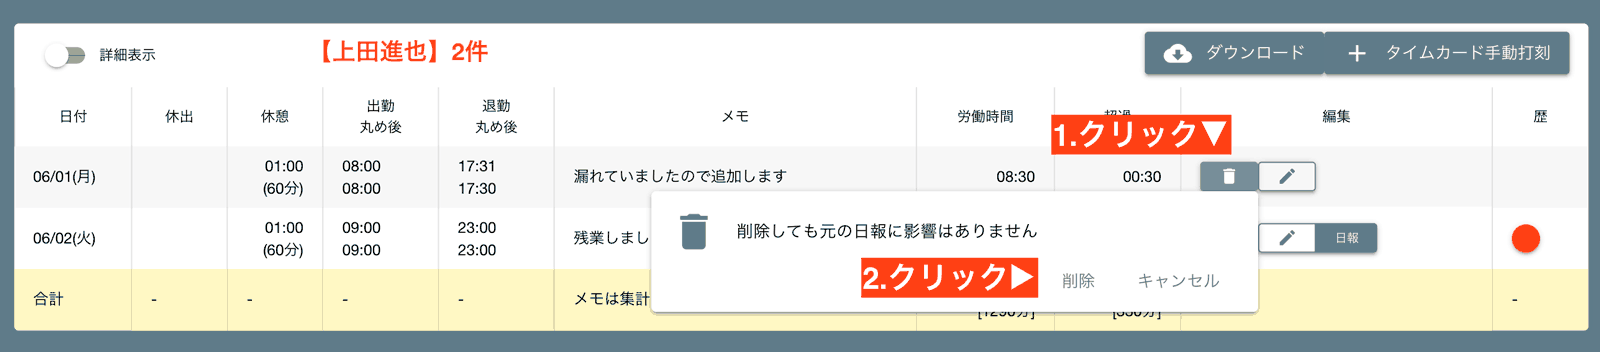 詳細表示
【上田進也】2件
ダウンロード
タイムカード手動打刻
日付 休出 休憩 出勤 丸め後 退勤 丸め後 メモ 労働時間 編集 歴
1.クリック▼
06/01(月) 01:00 (60分) 08:00 08:00 17:31 17:30 漏れていましたので追加します 08:30 00:30
06/02(火) 01:00 (60分) 09:00 09:00 23:00 23:00 残業しまし 日報
削除しても元の日報に影響はありません
2.クリック▶ 削除 キャンセル
合計 - - - - メモは集計 -